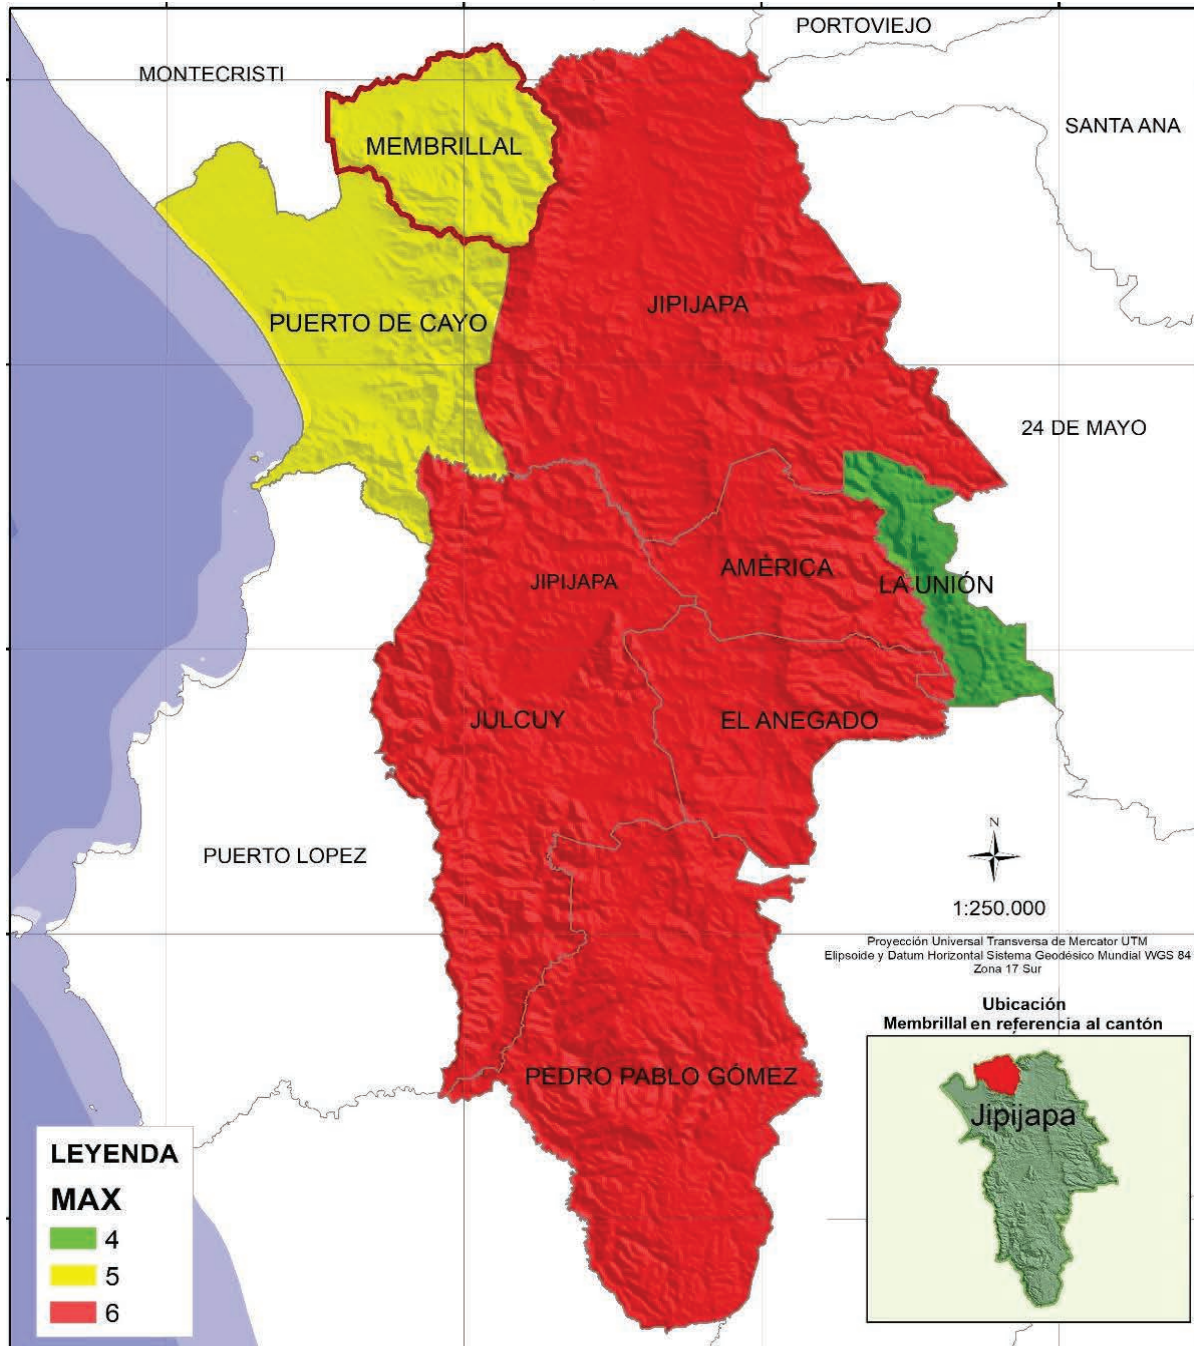 PORTOVIEJO
MONTECRISTI
SANTA ANA
MEMBRILLAL
JIPIJAPA
PUERTO DE CAYO
24 DE MAYO
AMÉRICA
JIPIJAPA
LA UNIÓN
JULCUY
EL ANEGADO
PUERTO LOPEZ
N
1:250.000
Proyección Universal Transversa de Mercator UTM
Elipsoide y Datum Horizontal Sistema Geodésico Mundial WGS 84
Zona 17 Sur
Ubicación
Membrillal en referencia al cantón
PEDRO PABLO GÓMEZ
Jipijapa
LEYENDA
MAX
4
5
6